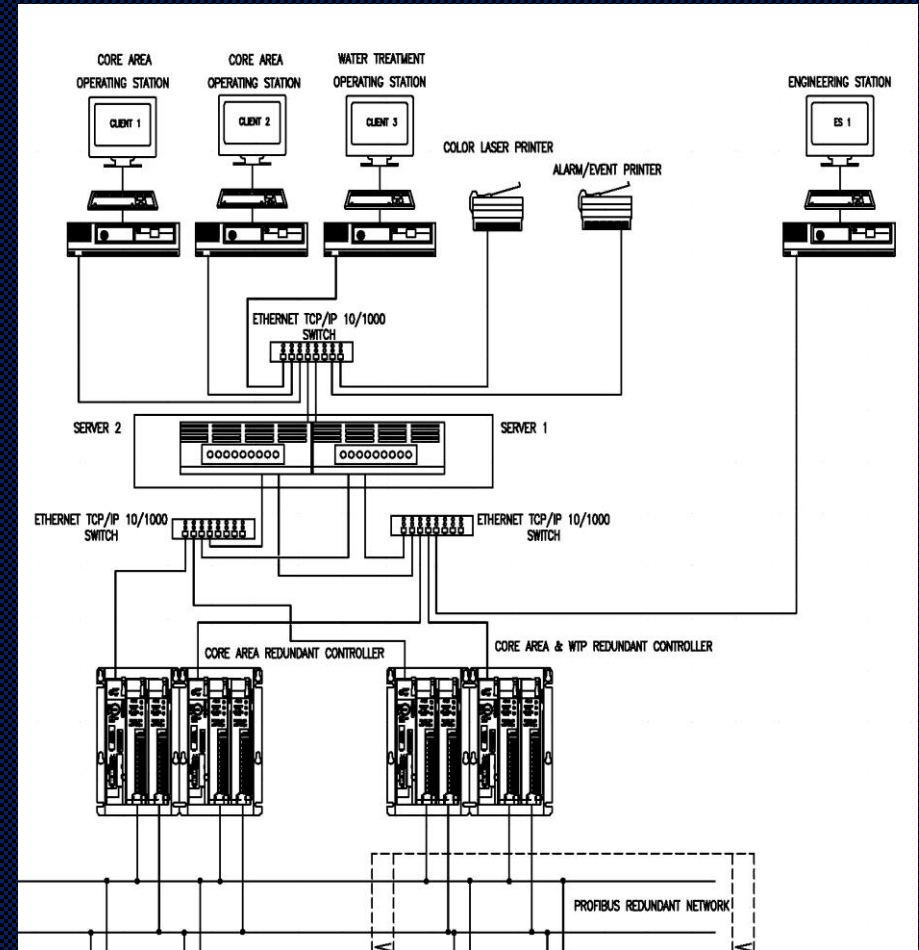 CORE AREA
OPERATING STATION
CORE AREA
OPERATING STATION
WATER TREATMENT
OPERATING STATION
ENGINEERING STATION
CLIENT 1
CLIENT 2
CLIENT 3
ES 1
COLOR LASER PRINTER
ALARM/EVENT PRINTER
ETHERNET TCP/IP 10/1000
SWITCH
SERVER 2
SERVER 1
ETHERNET TCP/IP 10/1000
SWITCH
ETHERNET TCP/IP 10/1000
SWITCH
CORE AREA REDUNDANT CONTROLLER
CORE AREA & WTP REDUNDANT CONTROLLER
PROFIBUS REDUNDANT NETWORK